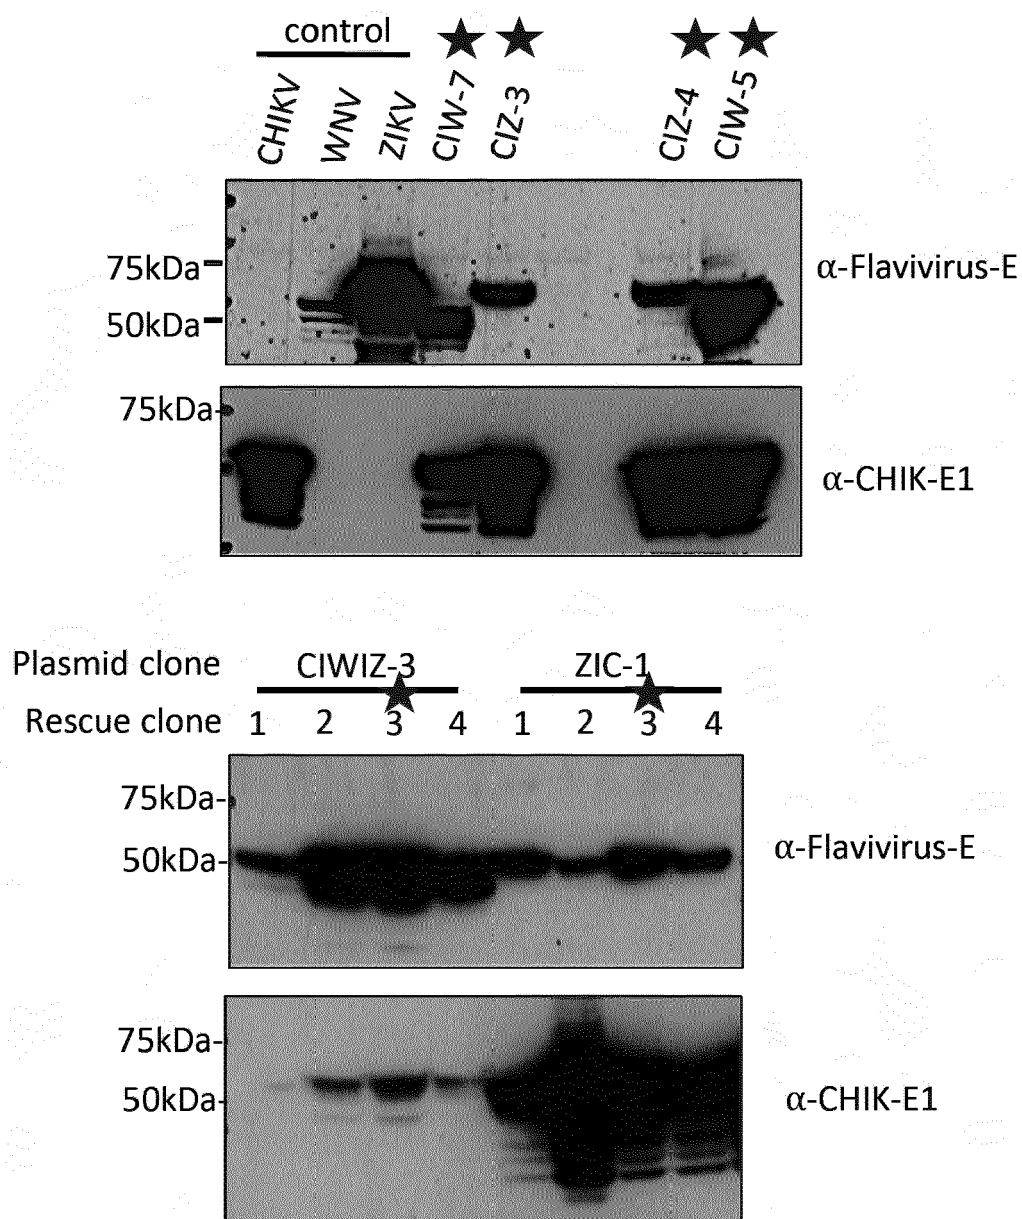 control
CHIKV WNV ZIKV CIW-7 CIZ-3 CIZ-4 CIW-5
75kDa
α-Flavivirus-E
50kDa
75kDa-
α-CHIK-E1
Plasmid clone CIWIZ-3 ZIC-1
Rescue clone 1 2 3 4 1 2 3 4
75kDa-
50kDa-
α-Flavivirus-E
75kDa-
50kDa-
α-CHIK-E1